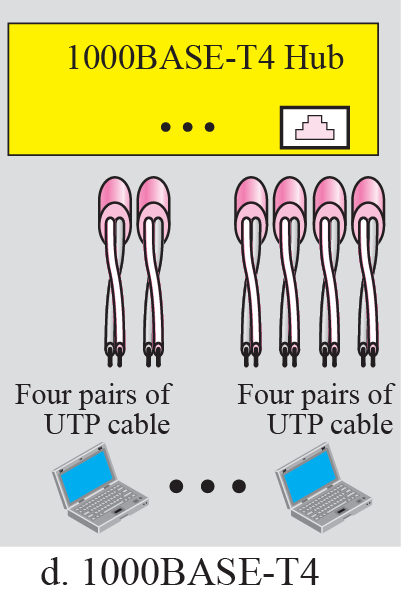 1000BASE-T4 Hub
Four pairs of
UTP cable
Four pairs of
UTP cable
d. 1000BASE-T4